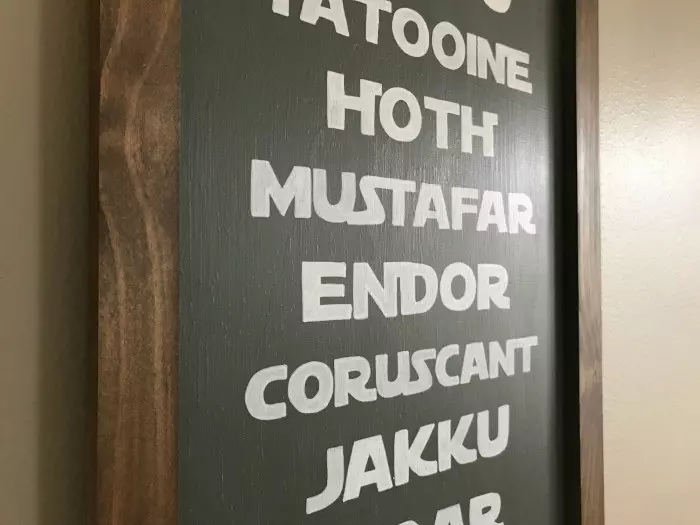 TATOOINE
HOTH
MUSTAFAR
ENDOR
CORUSCANT
JAKKU